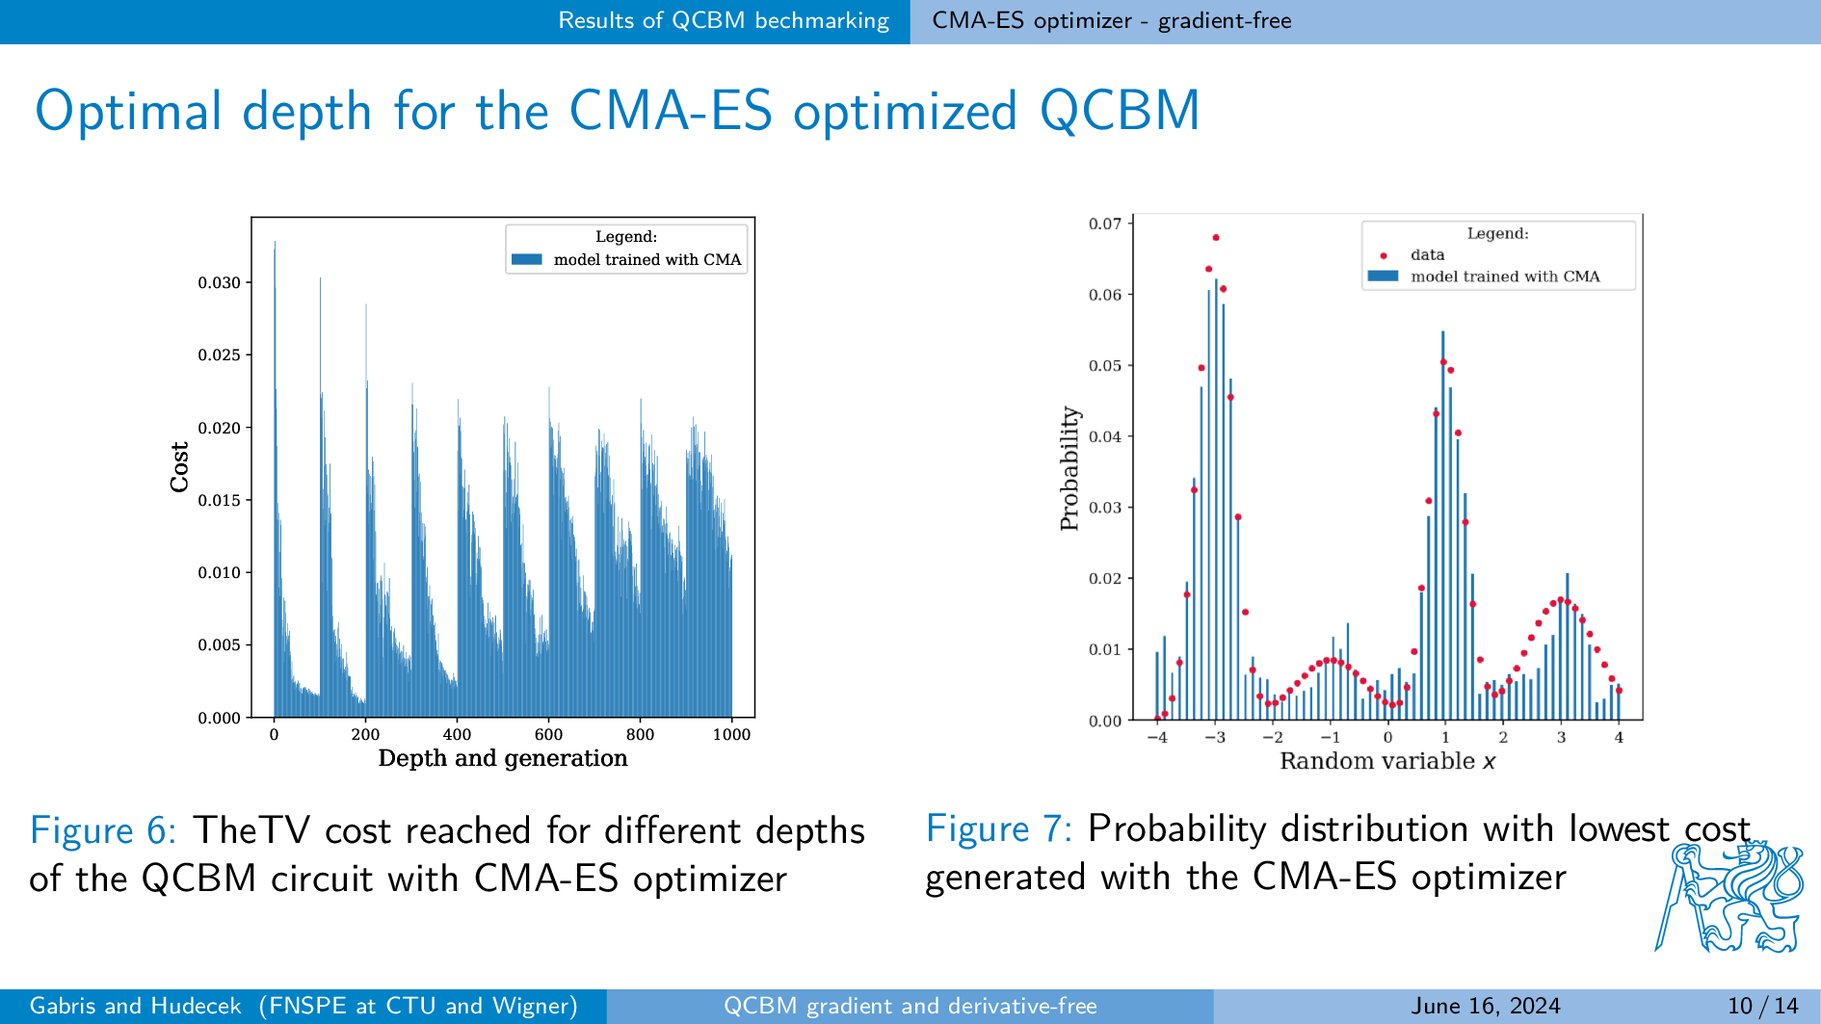 Results of QCBM bechmarking
CMA-ES optimizer - gradient-free
Optimal depth for the CMA-ES optimized QCBM
Legend:
model trained with CMA
0.030
0.025
0.020
0.015
0.010
0.005
0.000
Cost
0 200 400 600 800 1000
Depth and generation
Legend:
data
model trained with CMA
0.07
0.06
0.05
0.04
0.03
0.02
0.01
0.00
Probability
−4 −3 −2 −1 0 1 2 3 4
Random variable x
Figure 6: TheTV cost reached for different depths
of the QCBM circuit with CMA-ES optimizer
Figure 7: Probability distribution with lowest cost
generated with the CMA-ES optimizer
Gabris and Hudecek (FNSPE at CTU and Wigner)
QCBM gradient and derivative-free
June 16, 2024
10 / 14